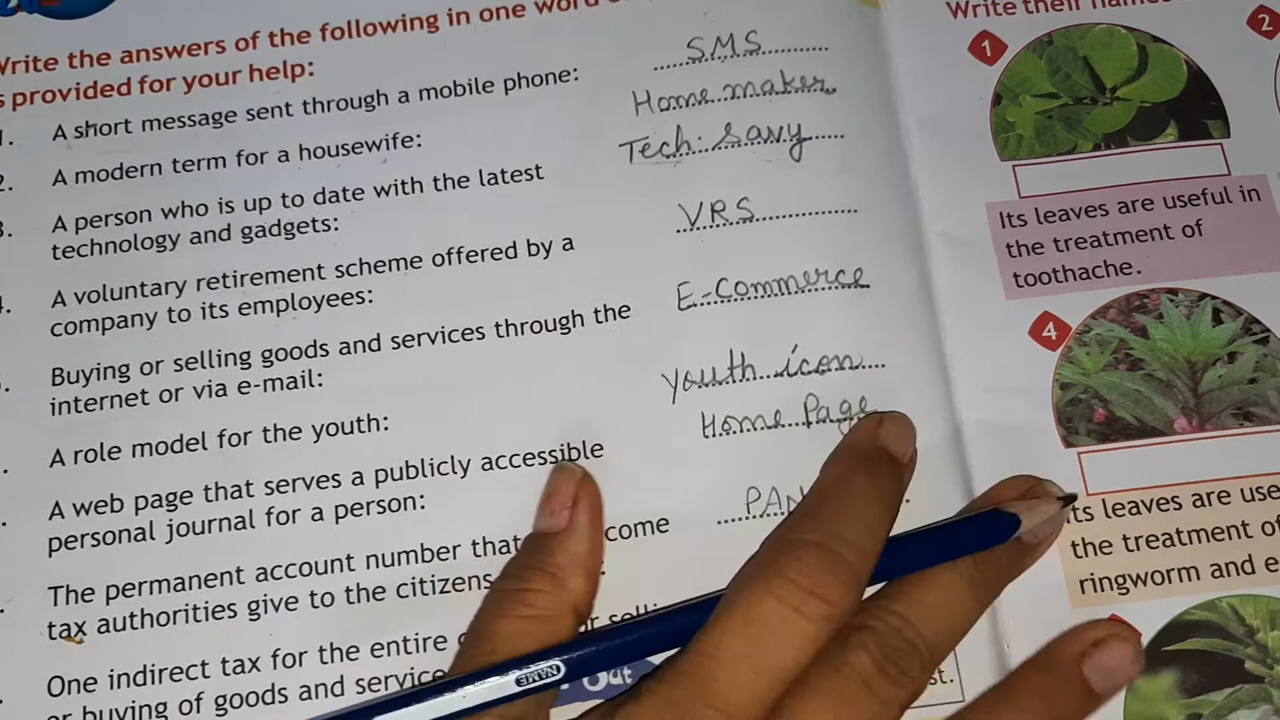 Write the answers of the following in one word
s provided for your help:
1. A short message sent through a mobile phone: SMS
2. A modern term for a housewife: Home maker
3. A person who is up to date with the latest
technology and gadgets: Tech. Savy
4. A voluntary retirement scheme offered by a
company to its employees: VRS
Buying or selling goods and services through the
internet or via e-mail: E-Commerce
A role model for the youth: youth icon
A web page that serves a publicly accessible
personal journal for a person: Home Page
The permanent account number that come
tax authorities give to the citizens PAN
One indirect tax for the entire or selli
or buying of goods and service
Out
st.
Write their names
1
2
Its leaves are useful in
the treatment of
toothache.
4
Its leaves are use
the treatment of
ringworm and e
NAME